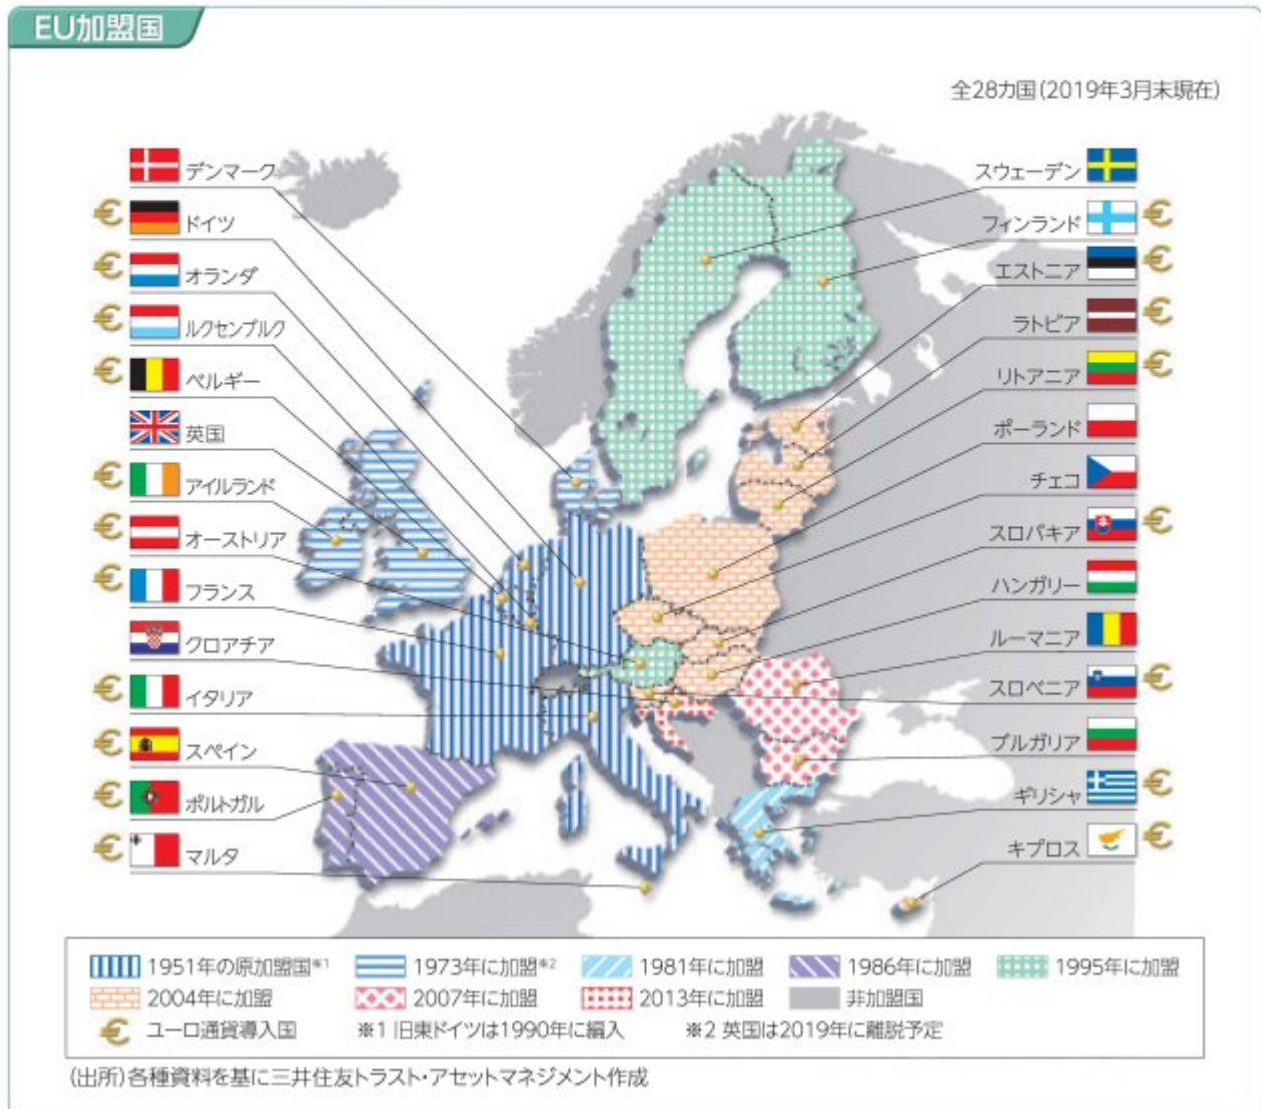 EU加盟国
全28カ国(2019年3月末現在)
デンマーク
€ ドイツ
€ オランダ
€ ルクセンブルク
€ ベルギー
英国
€ アイルランド
€ オーストリア
€ フランス
クロアチア
€ イタリア
€ スペイン
€ ポルトガル
€ マルタ
スウェーデン
フィンランド €
エストニア €
ラトビア €
リトアニア €
ポーランド
チェコ
スロバキア €
ハンガリー
ルーマニア
スロベニア €
ブルガリア
ギリシャ €
キプロス €
1951年の原加盟国※1 1973年に加盟※2 1981年に加盟 1986年に加盟 1995年に加盟
2004年に加盟 2007年に加盟 2013年に加盟 非加盟国
€ ユーロ通貨導入国 ※1 旧東ドイツは1990年に編入 ※2 英国は2019年に離脱予定
(出所)各種資料を基に三井住友トラスト・アセットマネジメント作成